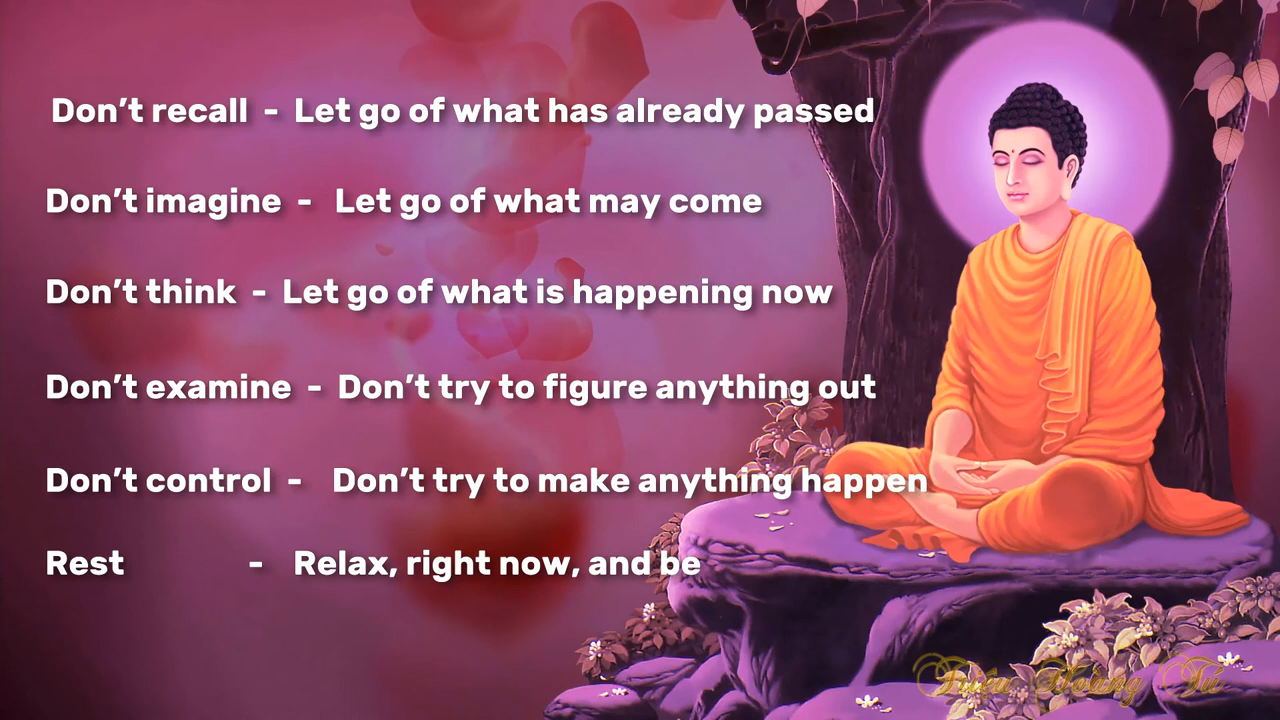 Don’t recall - Let go of what has already passed
Don’t imagine - Let go of what may come
Don’t think - Let go of what is happening now
Don’t examine - Don’t try to figure anything out
Don’t control - Don’t try to make anything happen
Rest - Relax, right now, and be
Hoàng Tú